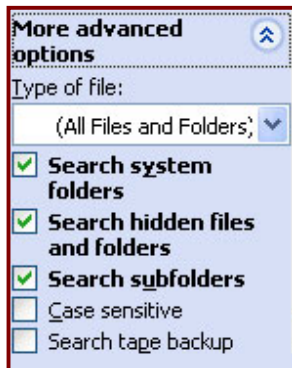 More advanced
options
Type of file:
(All Files and Folders)
Search system
folders
Search hidden files
and folders
Search subfolders
Case sensitive
Search tape backup